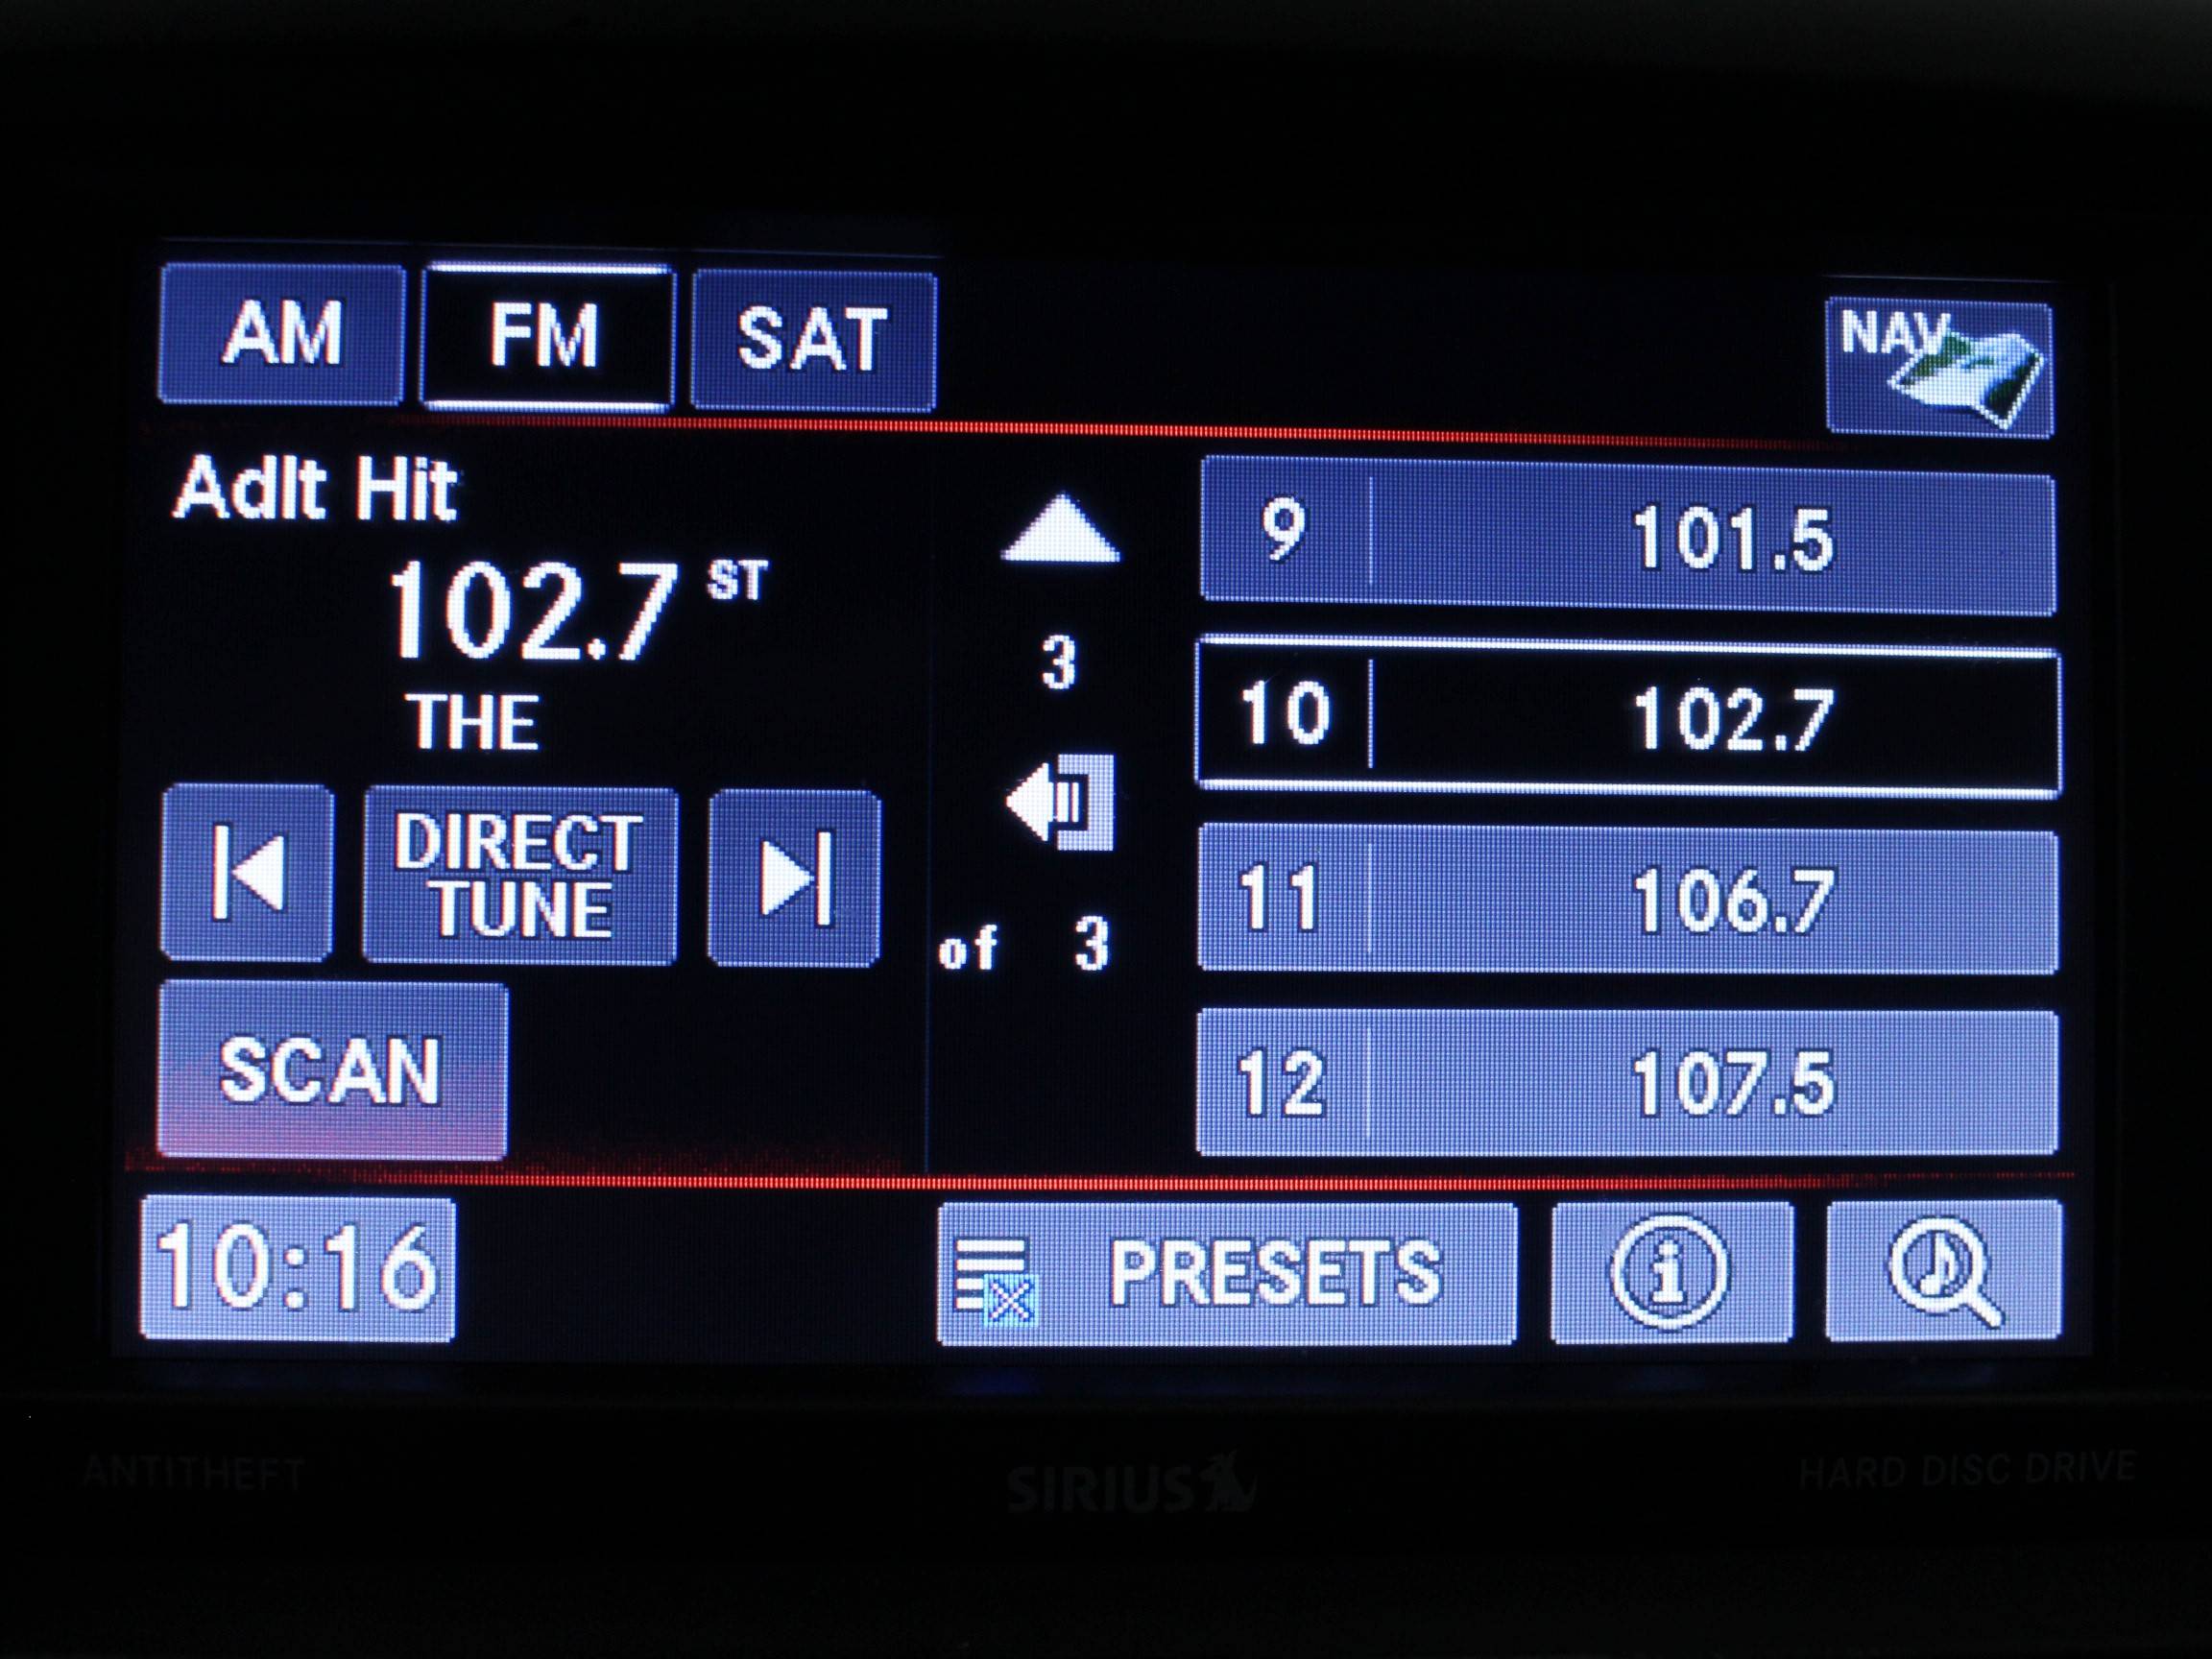 AM FM SAT NAV
Adlt Hit
102.7 ST
THE
DIRECT
TUNE
SCAN
3
of 3
9 101.5
10 102.7
11 106.7
12 107.5
10:16 PRESETS i
ANTITHEFT SIRIUS HARD DISC DRIVE